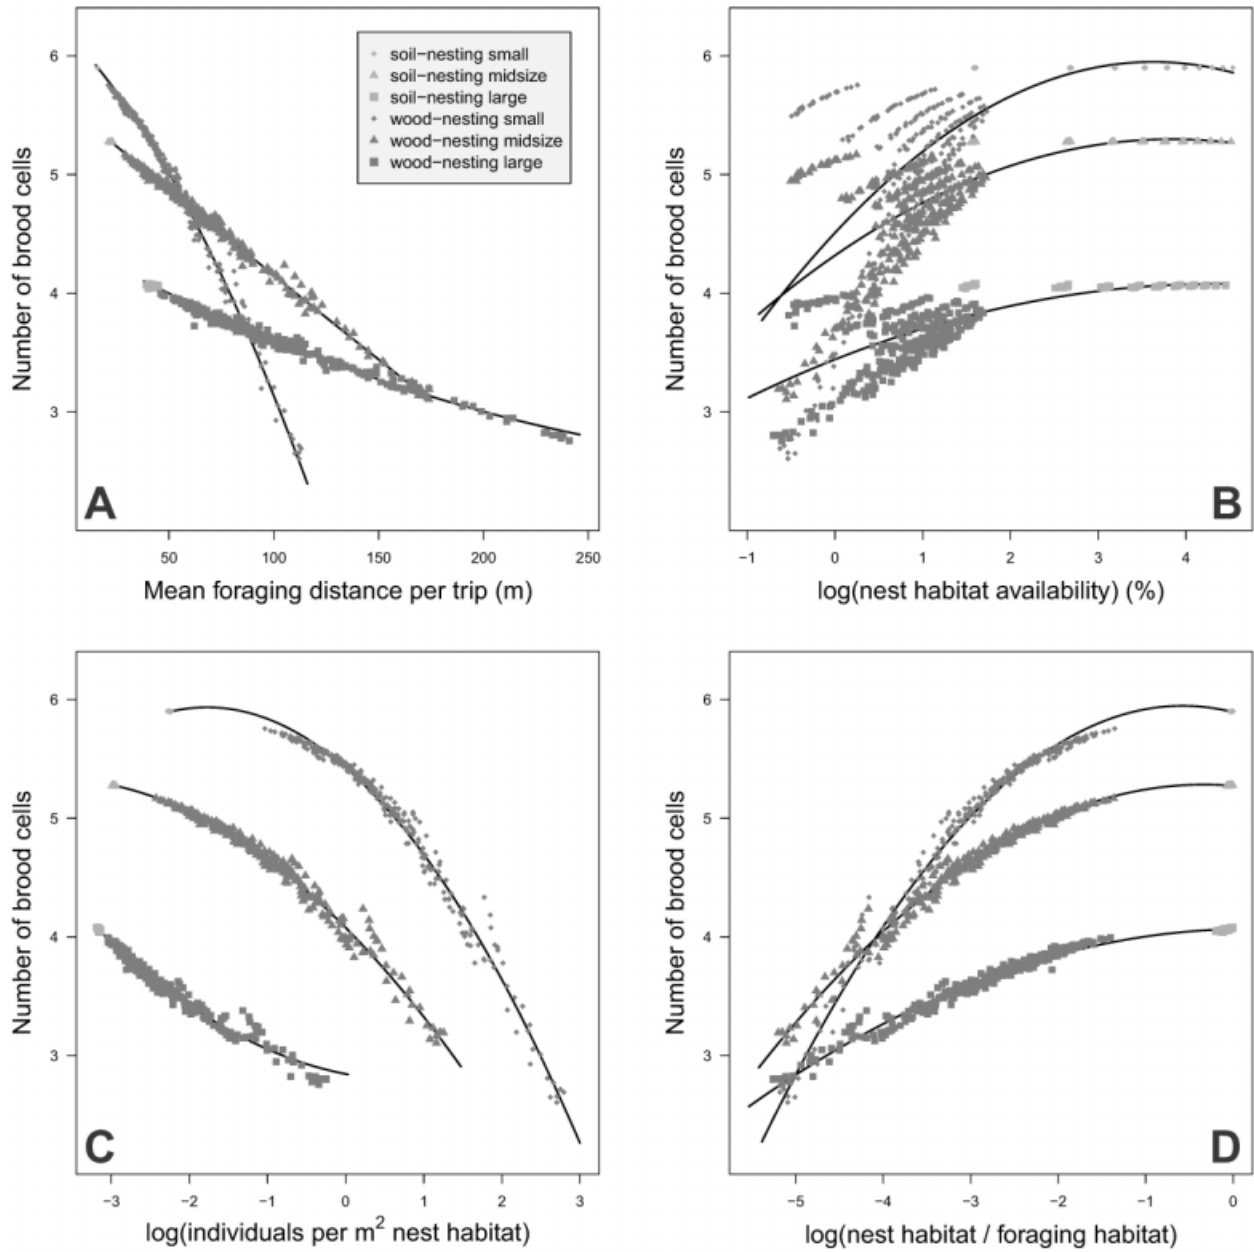 6
5
4
3
Number of brood cells
soil−nesting small
soil−nesting midsize
soil−nesting large
wood−nesting small
wood−nesting midsize
wood−nesting large
A
50 100 150 200 250
Mean foraging distance per trip (m)
6
5
4
3
Number of brood cells
B
−1 0 1 2 3 4
log(nest habitat availability) (%)
6
5
4
3
Number of brood cells
C
−3 −2 −1 0 1 2 3
log(individuals per m² nest habitat)
6
5
4
3
Number of brood cells
D
−5 −4 −3 −2 −1 0
log(nest habitat / foraging habitat)